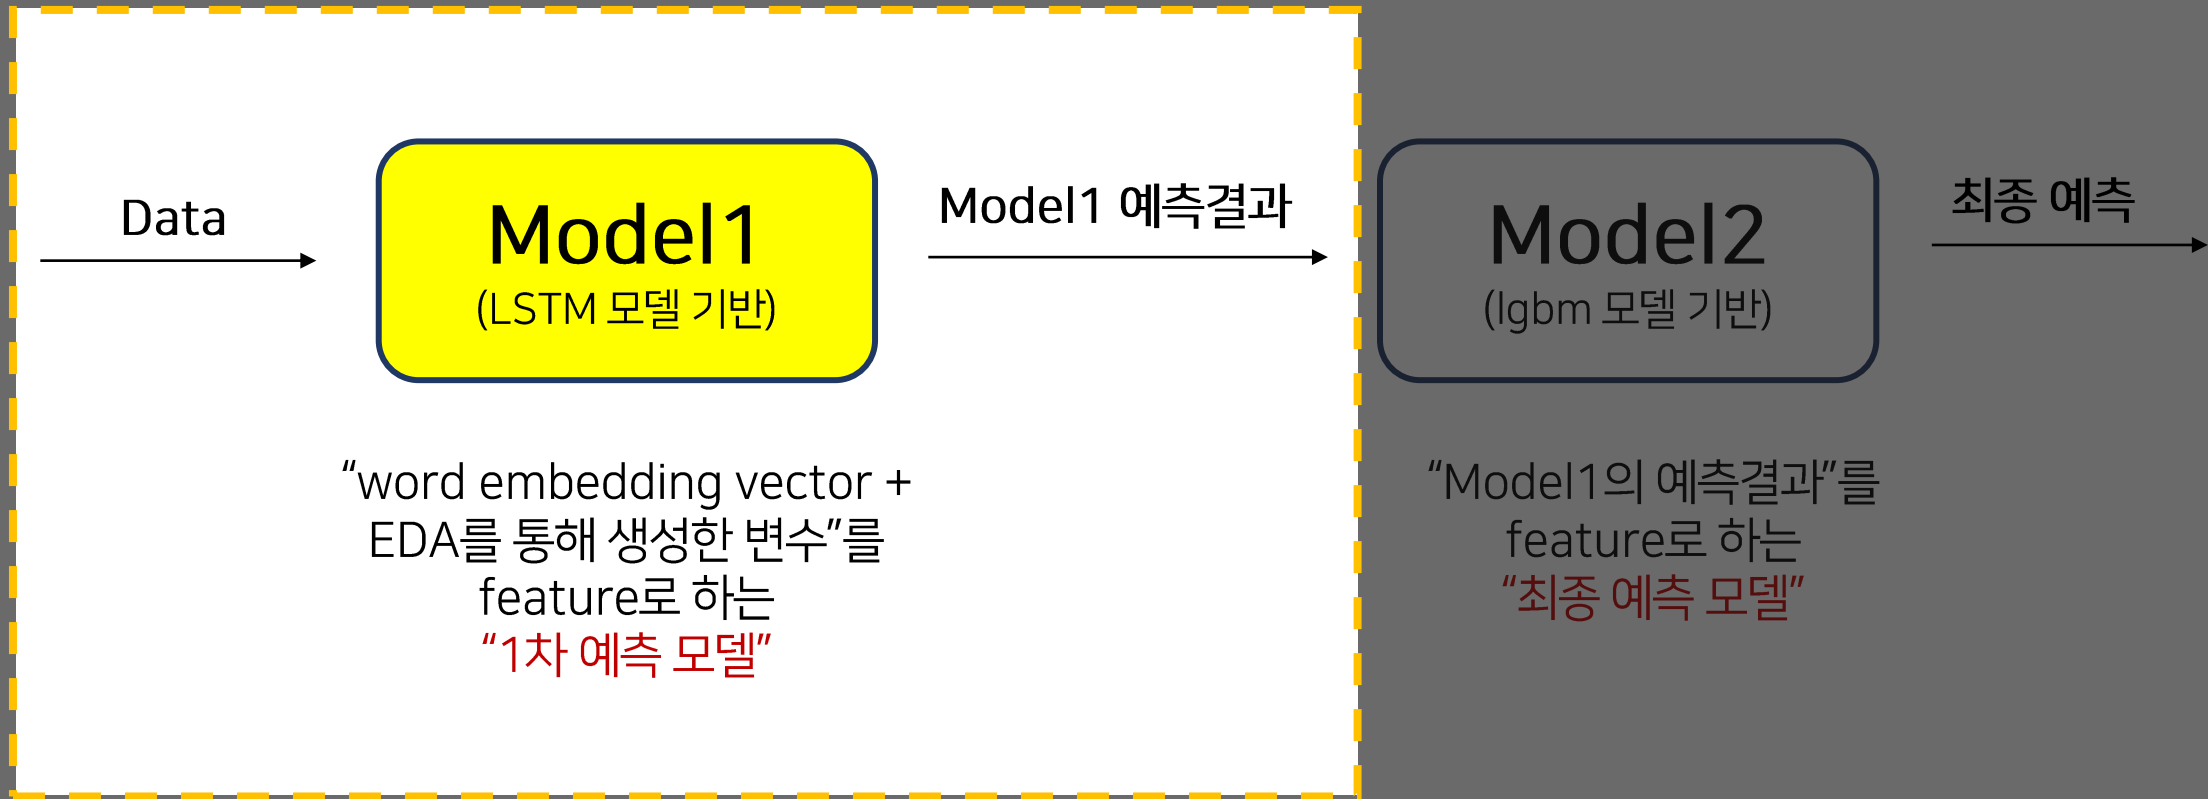 Data
Model1
(LSTM 모델 기반)
Model1 예측결과
Model2
(lgbm 모델 기반)
최종 예측
“word embedding vector +
EDA를 통해 생성한 변수”를
feature로 하는
“1차 예측 모델”
“Model1의 예측결과”를
feature로 하는
“최종 예측 모델”